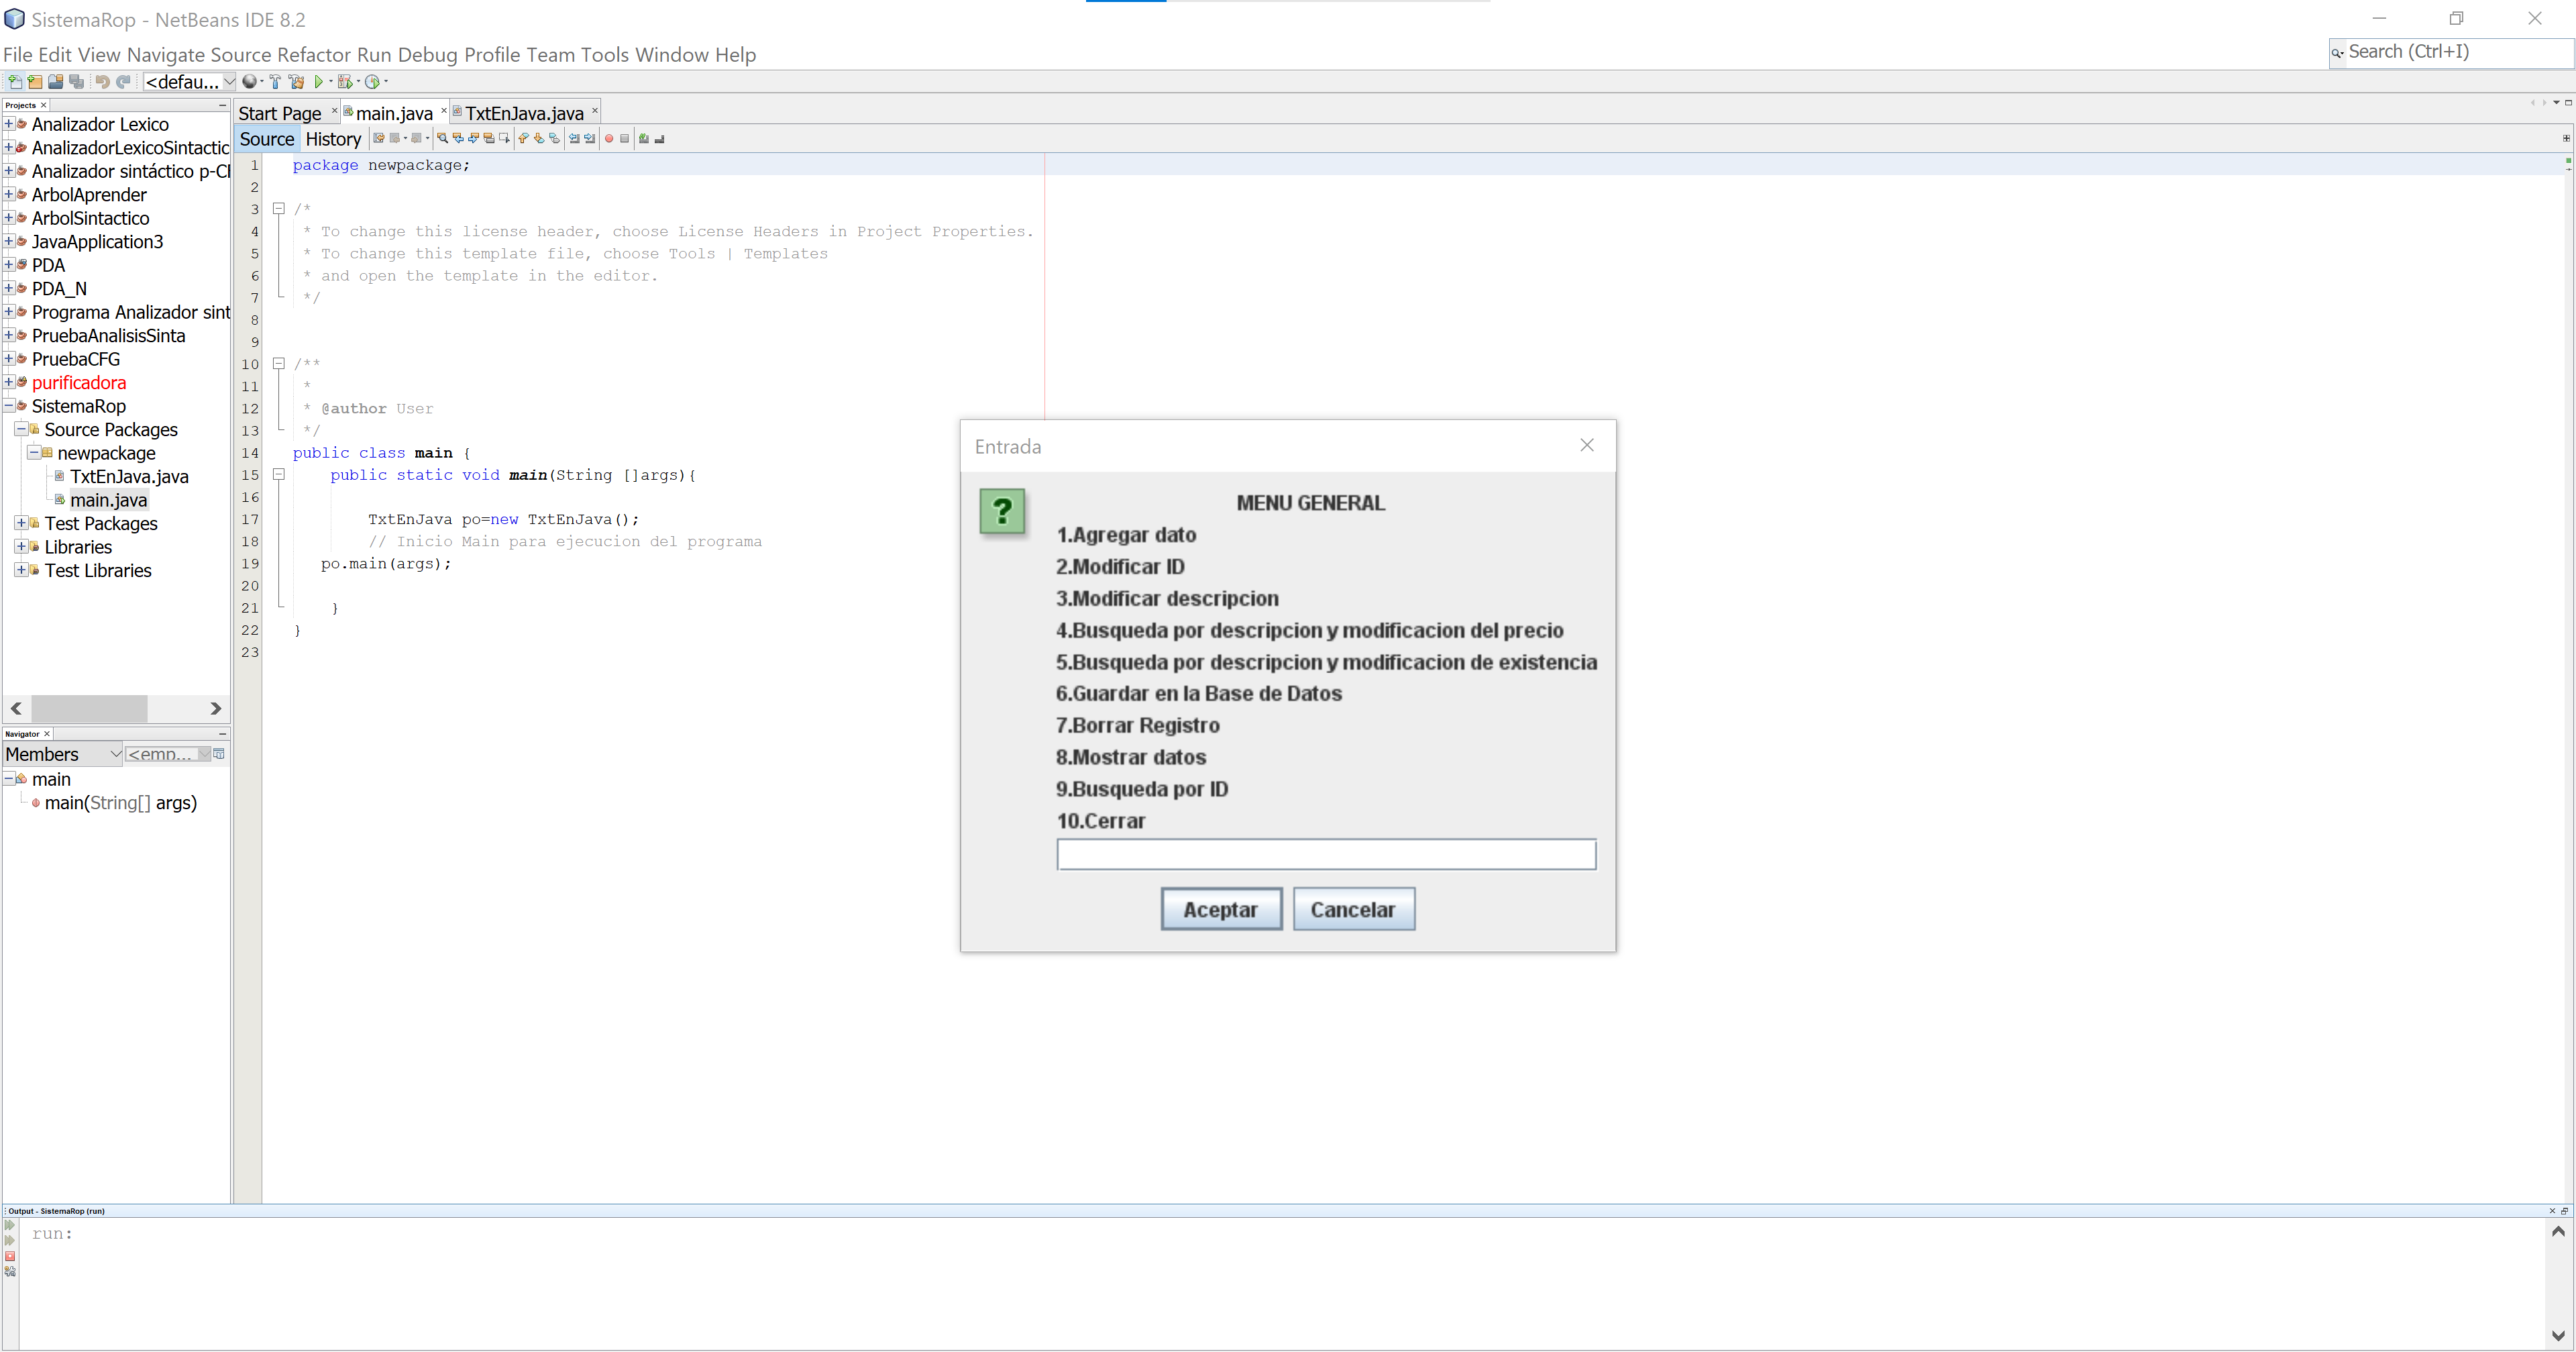 SistemaRop - NetBeans IDE 8.2
File Edit View Navigate Source Refactor Run Debug Profile Team Tools Window Help
Search (Ctrl+I)
<defau...
Projects
Analizador Lexico
AnalizadorLexicoSintactic
Analizador sintáctico p-Cl
ArbolAprender
ArbolSintactico
JavaApplication3
PDA
PDA_N
Programa Analizador sint
PruebaAnalisisSinta
PruebaCFG
purificadora
SistemaRop
Source Packages
newpackage
TxtEnJava.java
main.java
Test Packages
Libraries
Test Libraries
Navigator
Members
<emp...
main
main(String[] args)
Start Page
main.java
TxtEnJava.java
Source History
1 package newpackage;
2
3 /*
4 * To change this license header, choose License Headers in Project Properties.
5 * To change this template file, choose Tools | Templates
6 * and open the template in the editor.
7 */
8
9
10 /**
11 *
12 * @author User
13 */
14 public class main {
15 public static void main(String []args){
16
17 TxtEnJava po=new TxtEnJava();
18 // Inicio Main para ejecucion del programa
19 po.main(args);
20
21 }
22 }
23
Entrada
MENU GENERAL
1.Agregar dato
2.Modificar ID
3.Modificar descripcion
4.Busqueda por descripcion y modificacion del precio
5.Busqueda por descripcion y modificacion de existencia
6.Guardar en la Base de Datos
7.Borrar Registro
8.Mostrar datos
9.Busqueda por ID
10.Cerrar
Aceptar
Cancelar
Output - SistemaRop (run)
run: